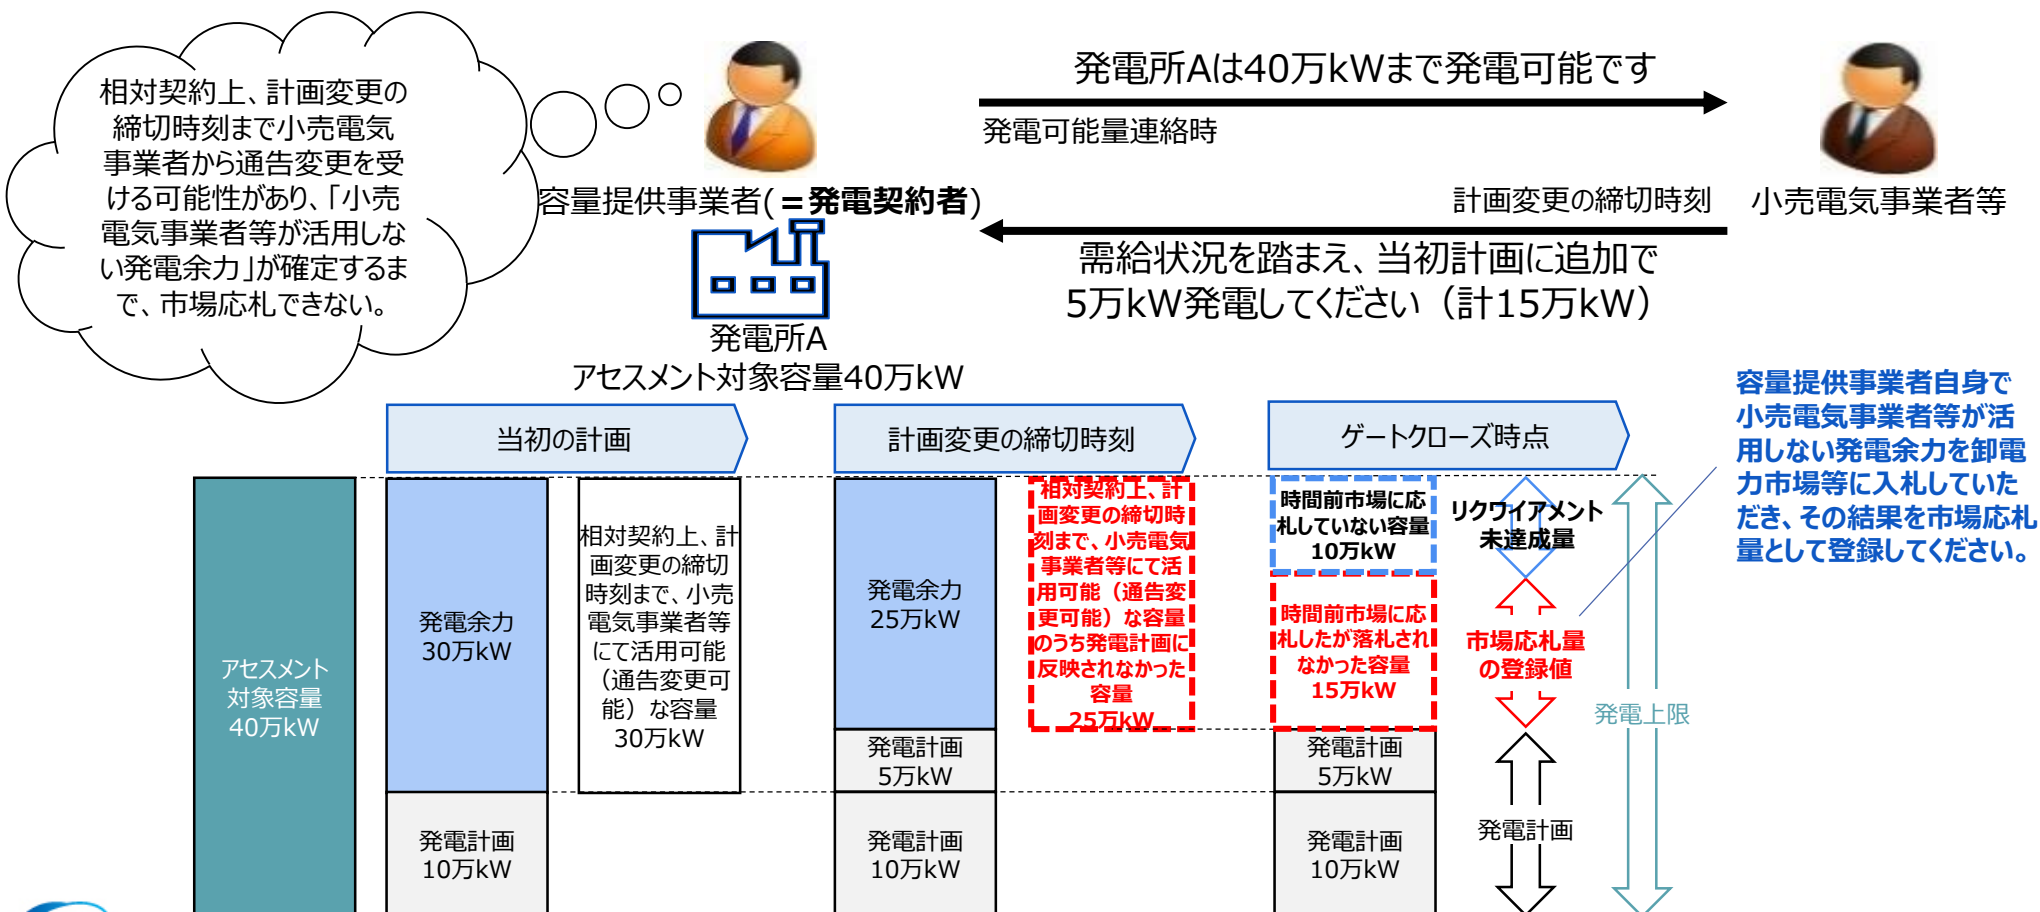 相対契約上、計画変更の
締切時刻まで小売電気
事業者から通告変更を受
ける可能性があり、「小売
電気事業者等が活用しな
い発電余力」が確定するま
で、市場応札できない。
発電所Aは40万kWまで発電可能です
発電可能量連絡時
容量提供事業者(＝発電契約者)
計画変更の締切時刻
小売電気事業者等
需給状況を踏まえ、当初計画に追加で
5万kW発電してください（計15万kW）
発電所A
アセスメント対象容量40万kW
容量提供事業者自身で
小売電気事業者等が活
用しない発電余力を卸電
力市場等に入札していた
だき、その結果を市場応札
量として登録してください。
当初の計画
計画変更の締切時刻
ゲートクローズ時点
アセスメント
対象容量
40万kW
発電余力
30万kW
発電計画
10万kW
相対契約上、計
画変更の締切
時刻まで、小売
電気事業者等
にて活用可能
（通告変更可
能）な容量
30万kW
発電余力
25万kW
発電計画
5万kW
発電計画
10万kW
相対契約上、計
画変更の締切時
刻まで、小売電気
事業者等にて活
用可能（通告変
更可能）な容量
のうち発電計画に
反映されなかった
容量
25万kW
時間前市場に応
札していない容量
10万kW
時間前市場に応
札したが落札され
なかった容量
15万kW
発電計画
5万kW
発電計画
10万kW
リクワイアメント
未達成量
市場応札量
の登録値
発電計画
発電上限